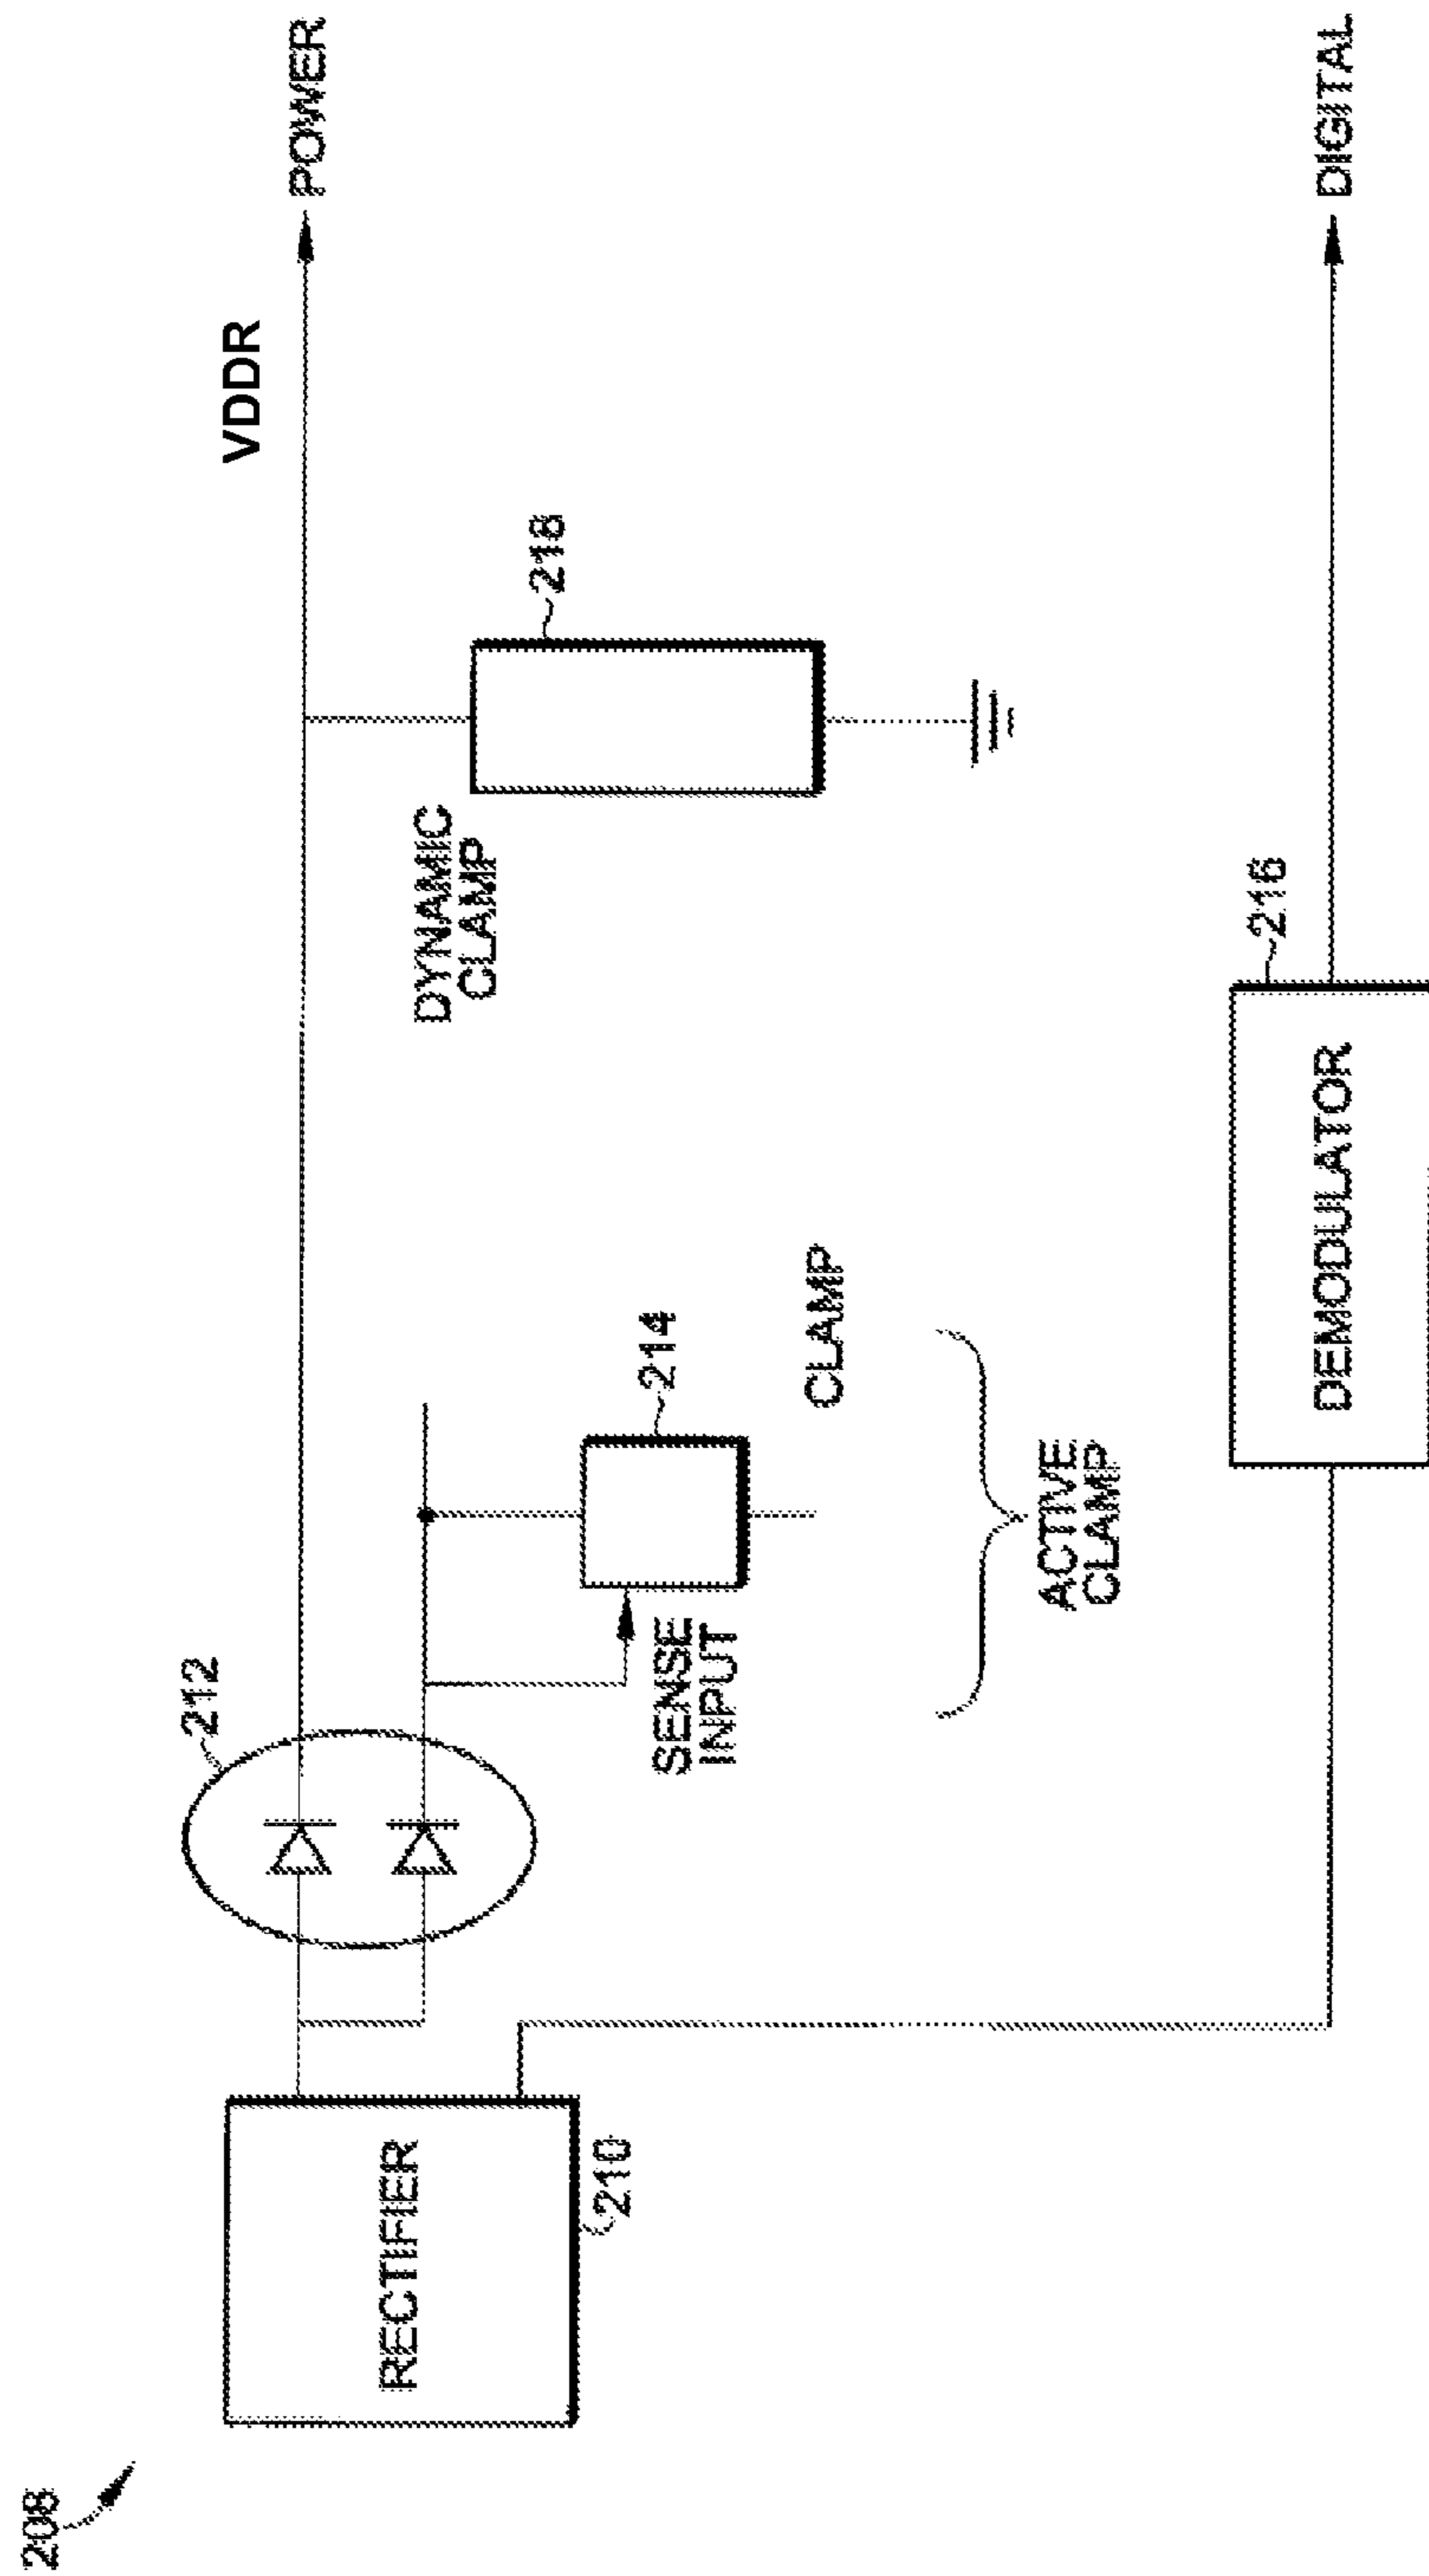 208
RECTIFIER
210
212
SENSE
INPUT
214
CLAMP
ACTIVE
CLAMP
DYNAMIC
CLAMP
218
VDDR
POWER
DEMODULATOR
216
DIGITAL